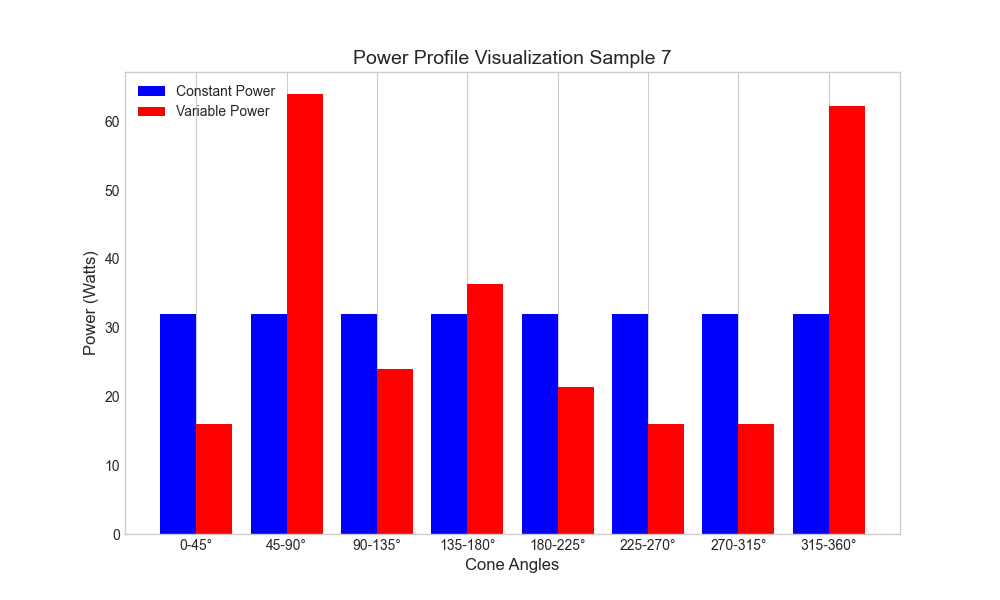 Power Profile Visualization Sample 7
Constant Power
Variable Power
Power (Watts)
60
50
40
30
20
10
0
0-45° 45-90° 90-135° 135-180° 180-225° 225-270° 270-315° 315-360°
Cone Angles